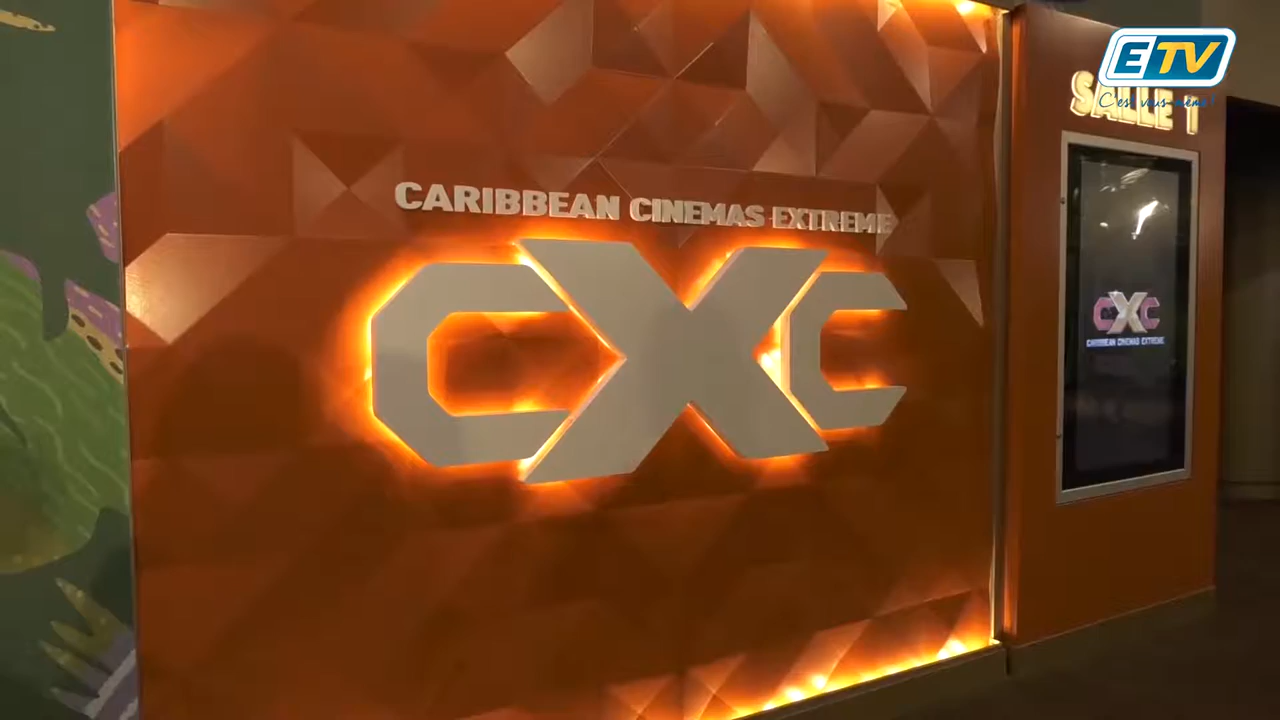 ETV
C'est vous même !
SALLE 1
CARIBBEAN CINEMAS EXTREME
CXC
CXC
CARIBBEAN CINEMAS EXTREME